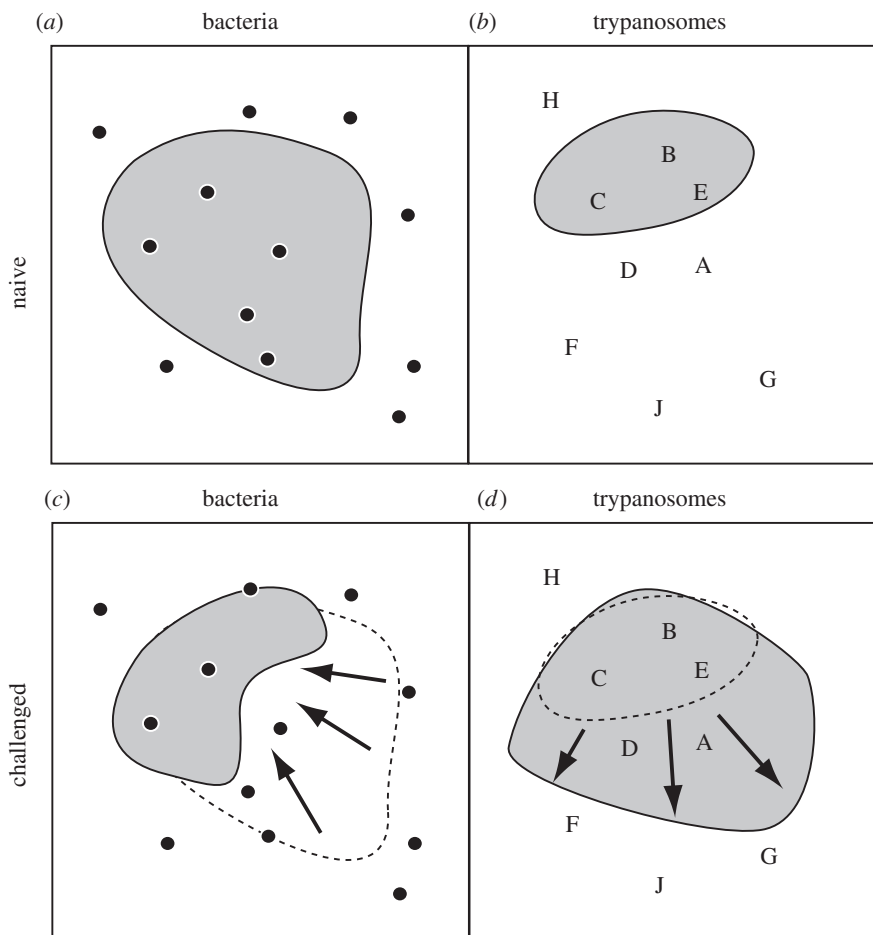 (a) bacteria
(b) trypanosomes
naive
H
B
E
C
D A
F
G
J
(c) bacteria
(d) trypanosomes
challenged
H
B
E
C
D A
F
G
J